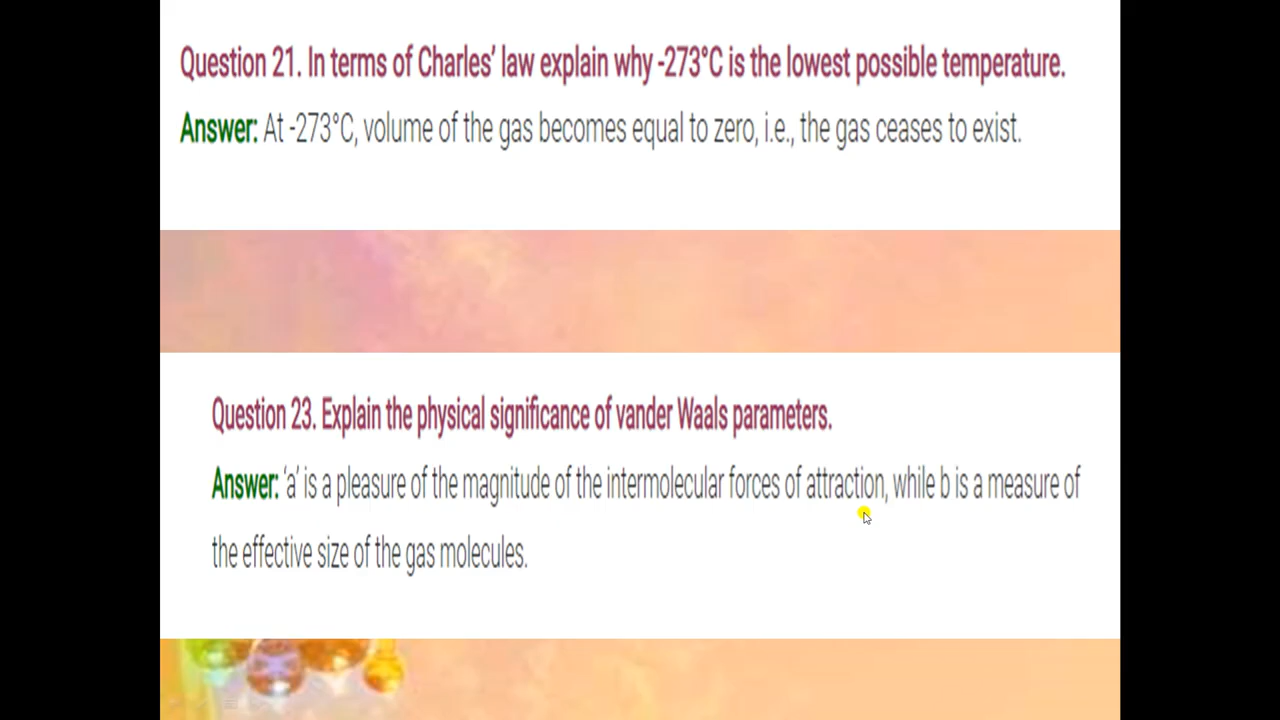 Question 21. In terms of Charles’ law explain why -273°C is the lowest possible temperature.
Answer: At -273°C, volume of the gas becomes equal to zero, i.e., the gas ceases to exist.
Question 23. Explain the physical significance of vander Waals parameters.
Answer: ‘a’ is a pleasure of the magnitude of the intermolecular forces of attraction, while b is a measure of
the effective size of the gas molecules.